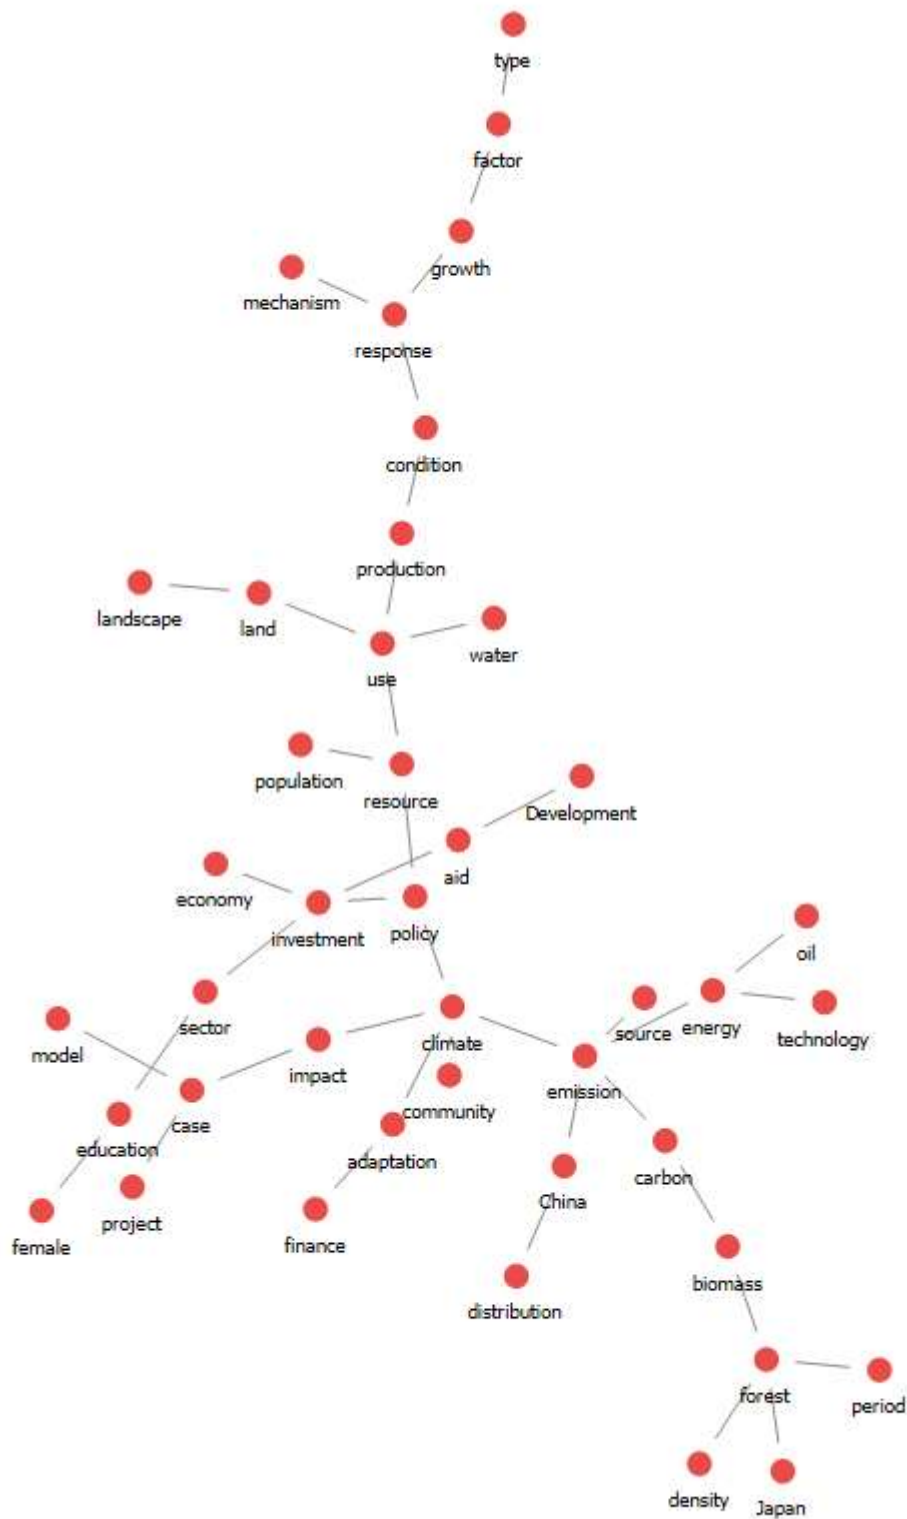 type
factor
growth
mechanism
response
condition
production
landscape
land
water
use
population
resource
Development
aid
economy
investment
policy
oil
sector
source
energy
technology
model
impact
climate
emission
community
education
case
adaptation
China
carbon
female
project
finance
biomass
distribution
forest
period
density
Japan